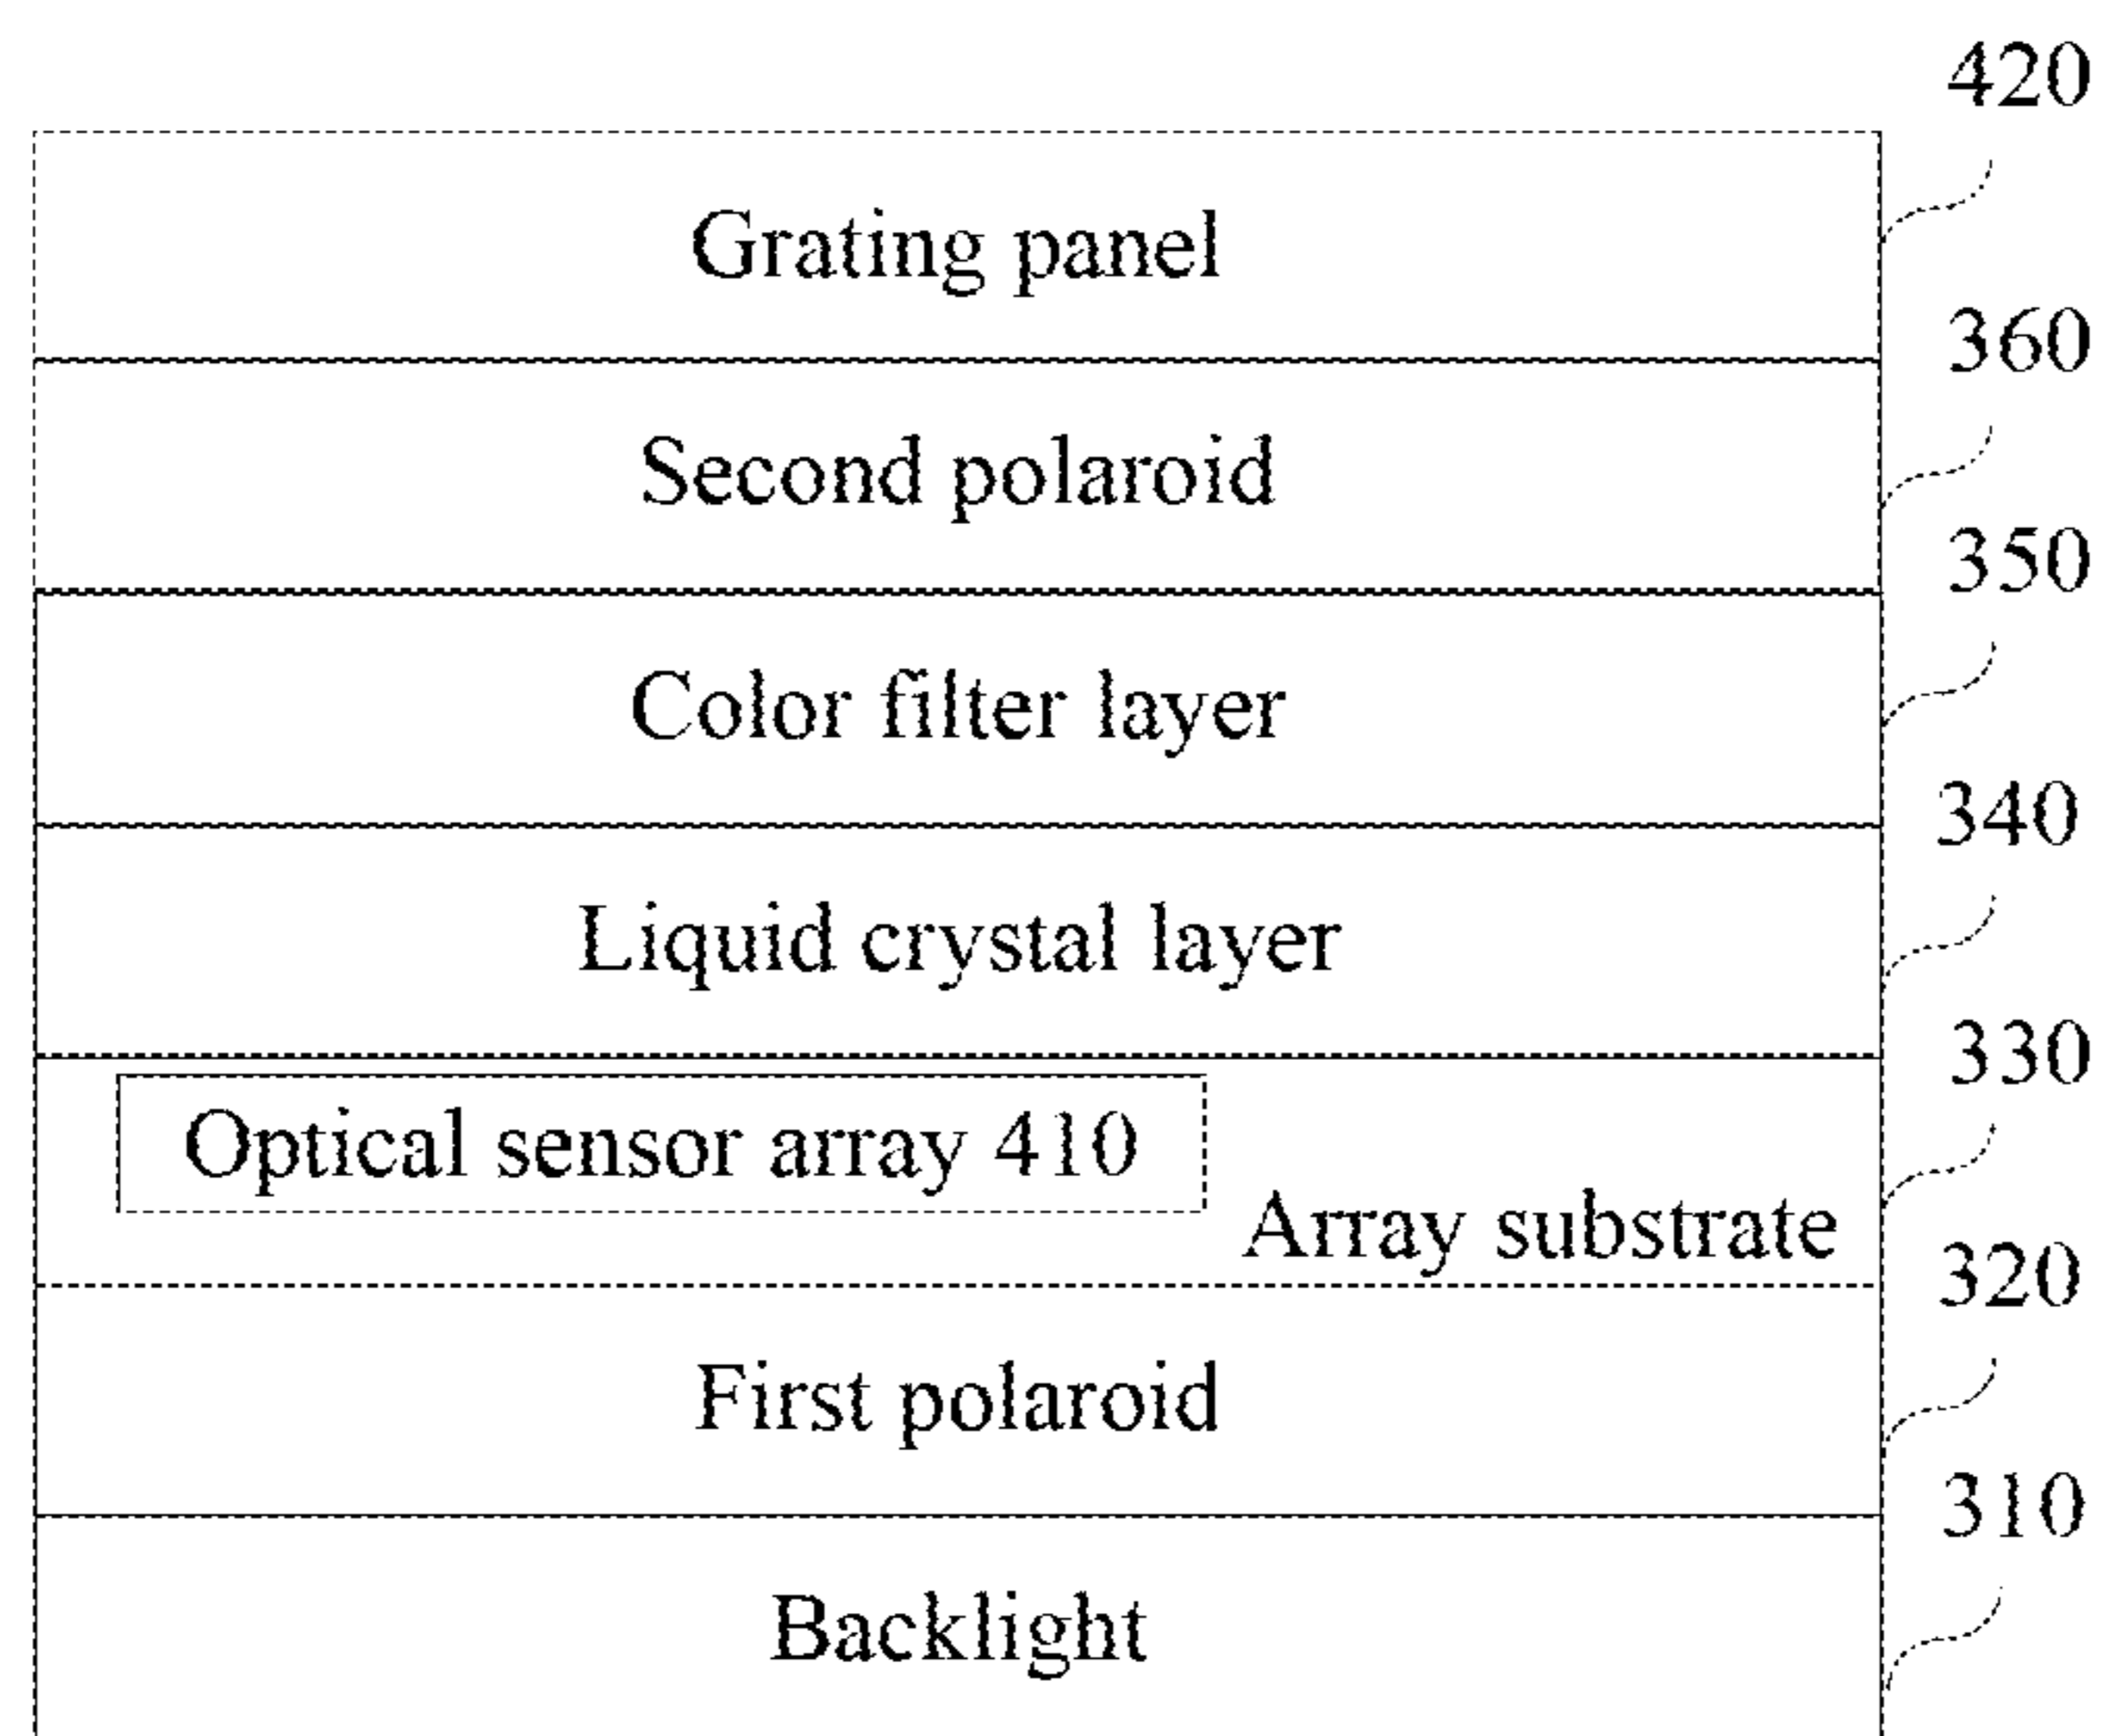 420
Grating panel
360
Second polaroid
350
Color filter layer
340
Liquid crystal layer
330
Optical sensor array 410
Array substrate
320
First polaroid
310
Backlight